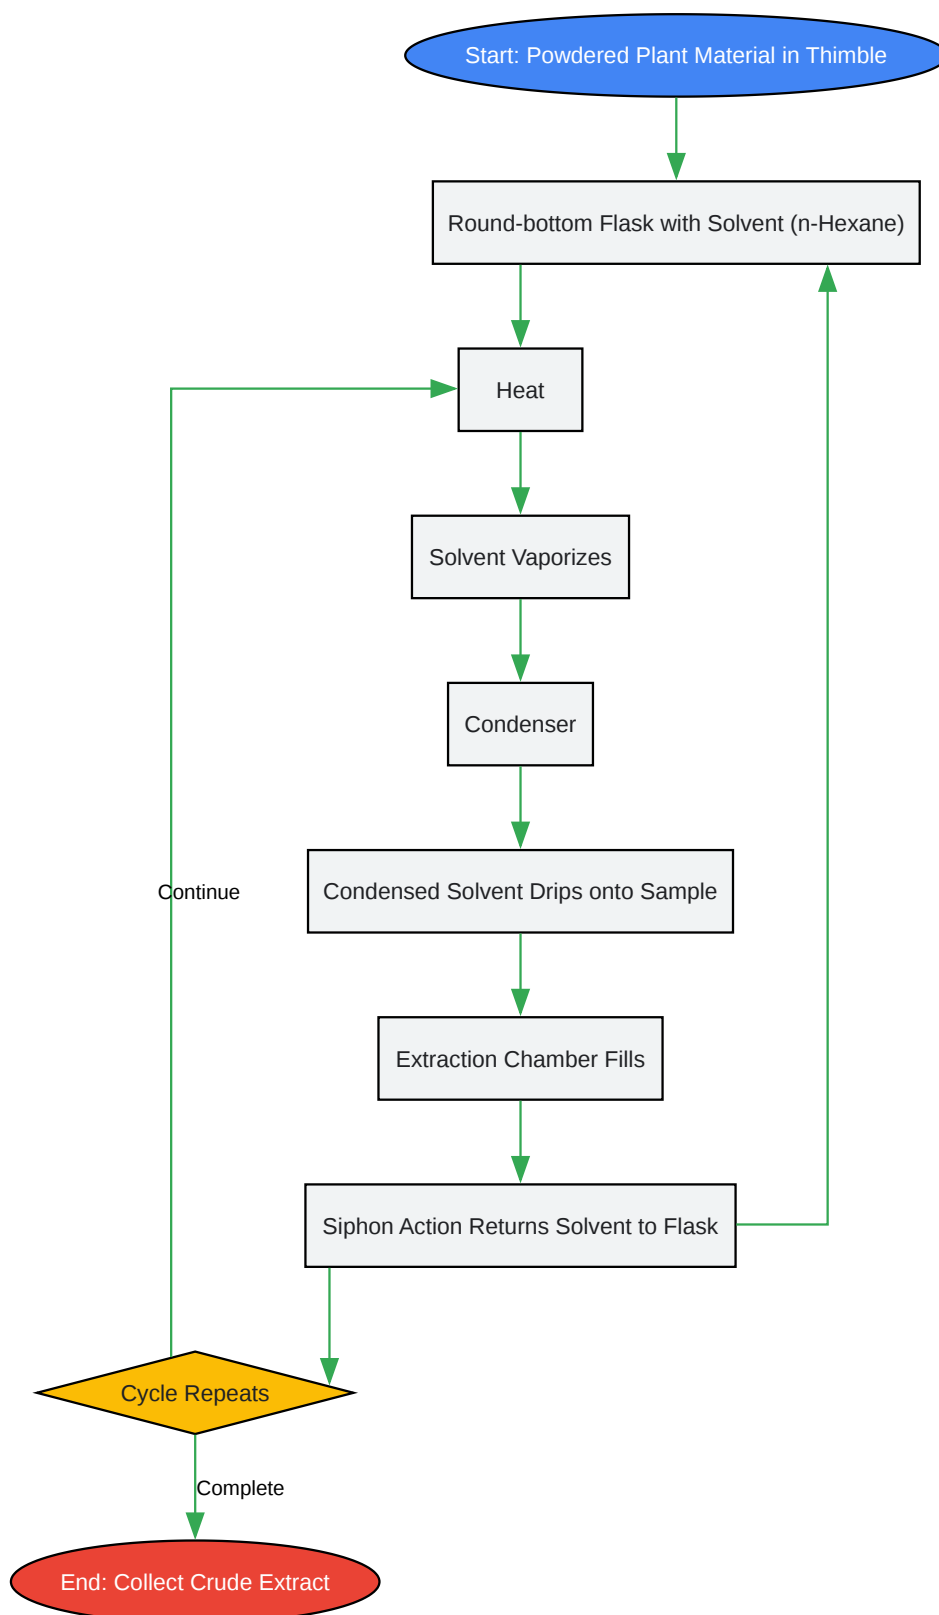 Start: Powdered Plant Material in Thimble
Round-bottom Flask with Solvent (n-Hexane)
Heat
Solvent Vaporizes
Condenser
Continue
Condensed Solvent Drips onto Sample
Extraction Chamber Fills
Siphon Action Returns Solvent to Flask
Cycle Repeats
Complete
End: Collect Crude Extract